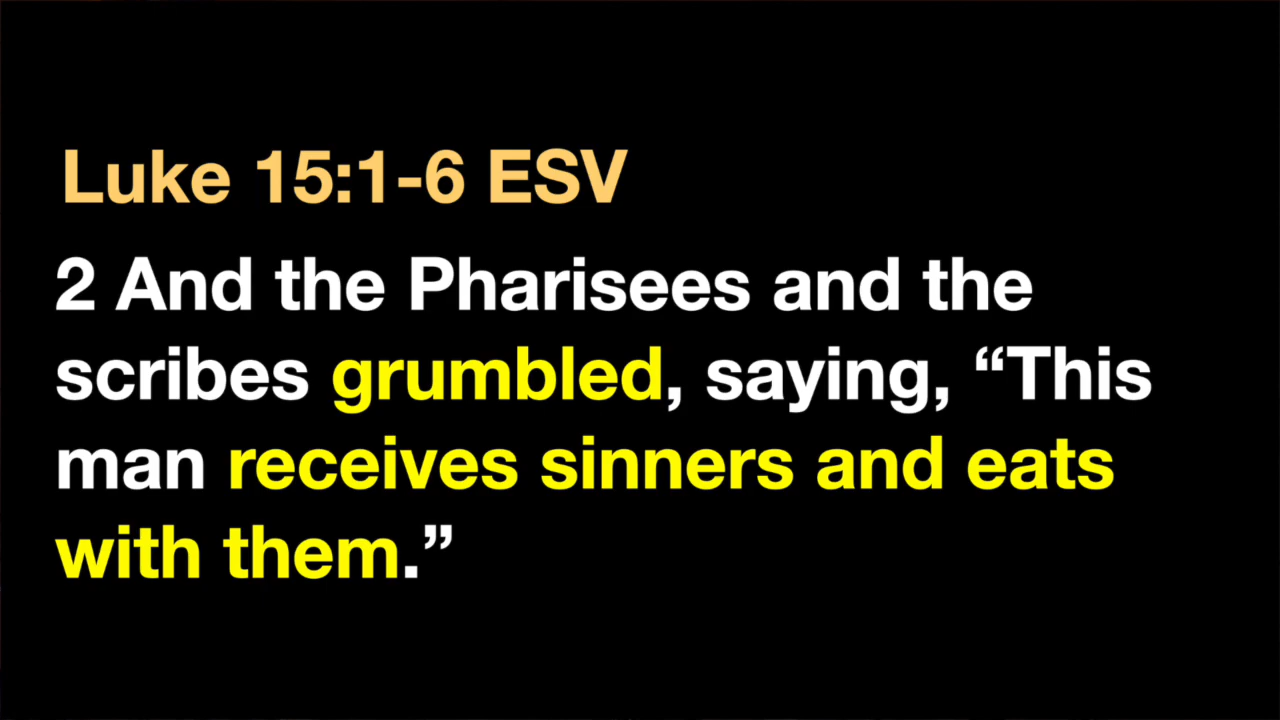 Luke 15:1-6 ESV
2 And the Pharisees and the
scribes grumbled, saying, “This
man receives sinners and eats
with them.”